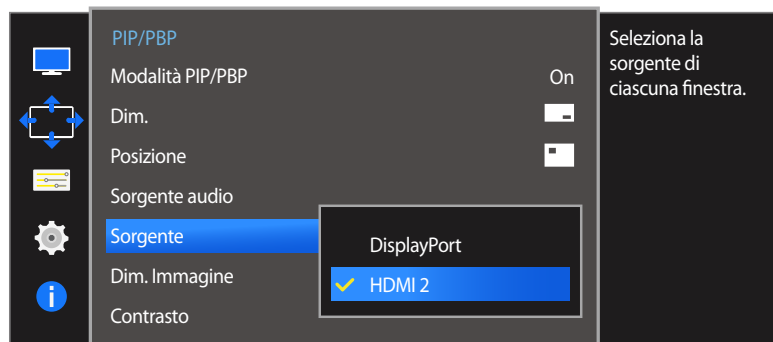 PIP/PBP
Modalità PIP/PBP On
Dim.
Posizione
Sorgente audio
Sorgente
DisplayPort
HDMI 2
Dim. Immagine
Contrasto
Seleziona la
sorgente di
ciascuna finestra.
i